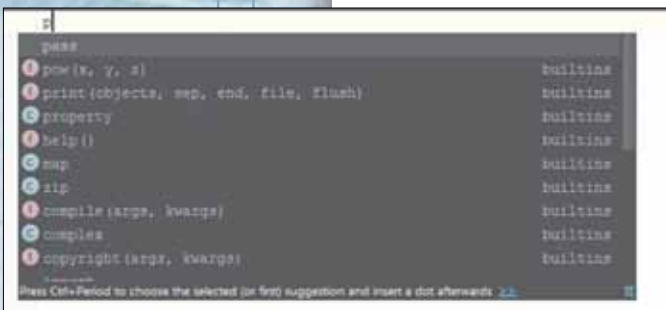 p
pass
f pow(x, y, z) builtins
f print(objects, sep, end, file, flush) builtins
C property builtins
f help() builtins
C map builtins
C zip builtins
f compile(args, kwargs) builtins
C complex builtins
f copyright(args, kwargs) builtins
Press Ctrl+Period to choose the selected (or first) suggestion and insert a dot afterwards >>